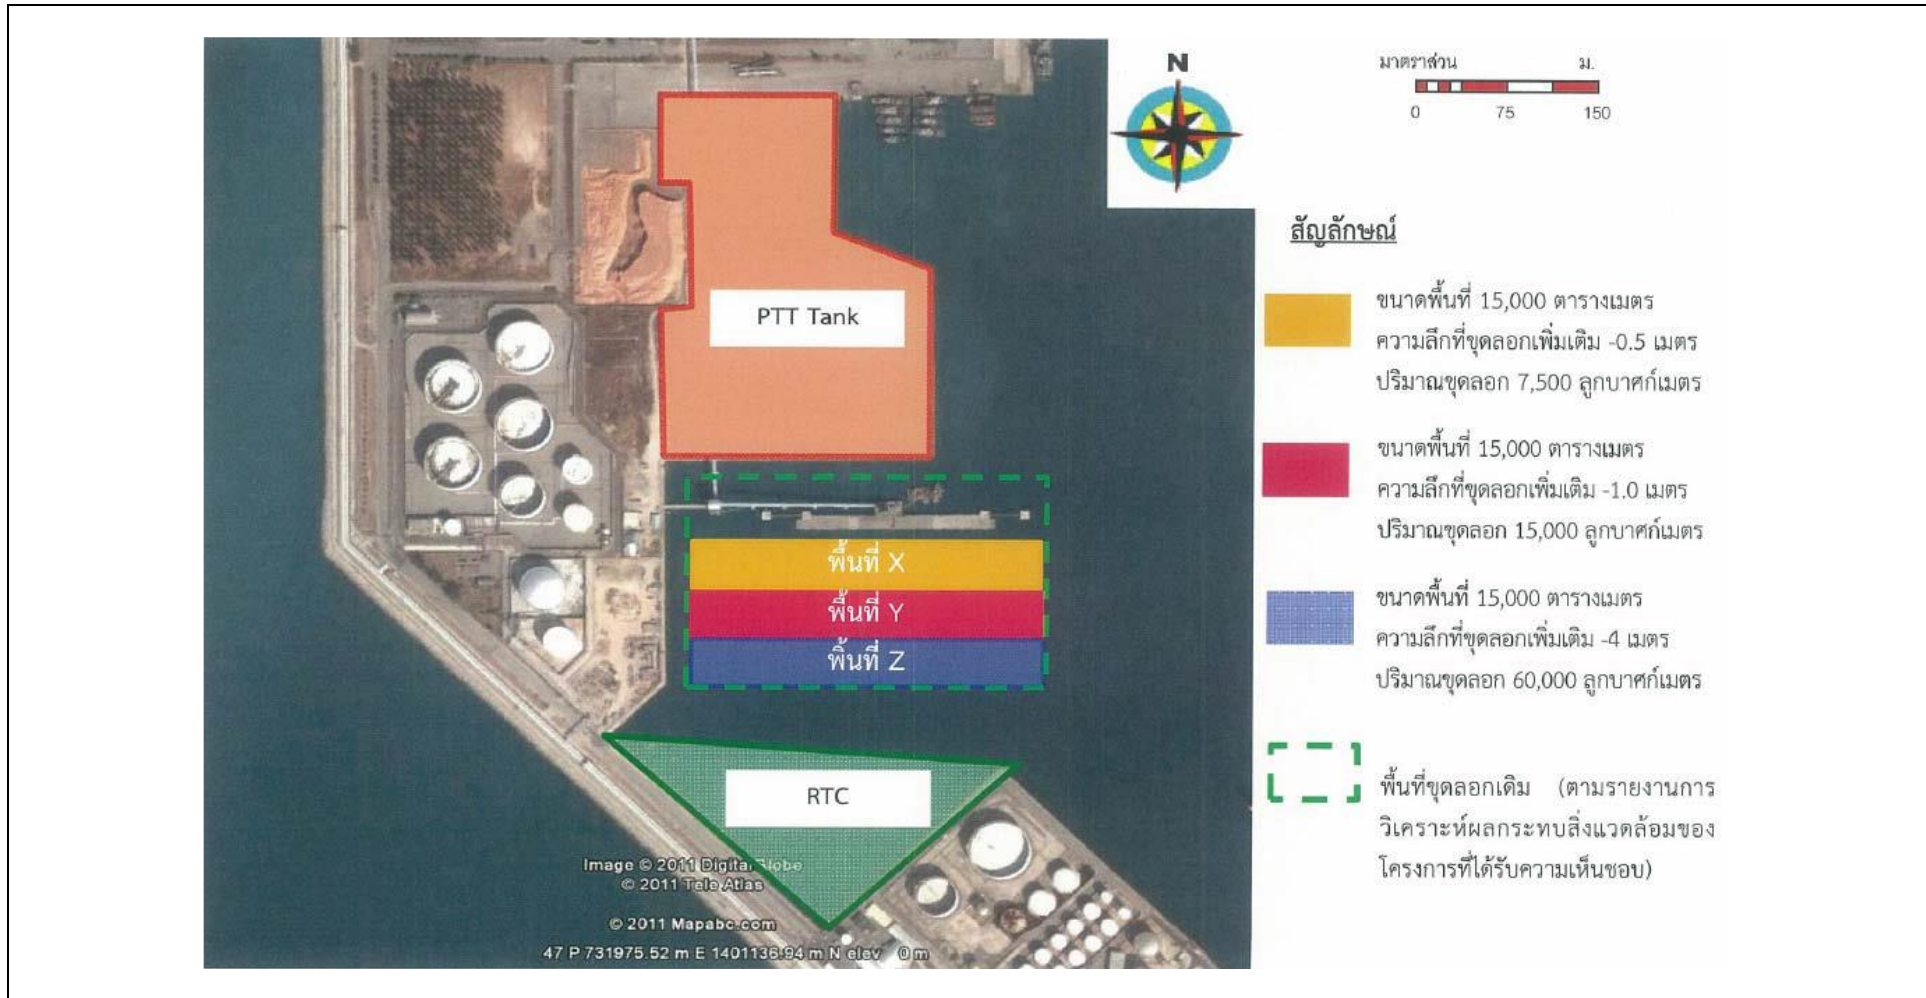 N
มาตราส่วน ม.
0 75 150
สัญลักษณ์
ขนาดพื้นที่ 15,000 ตารางเมตร
ความลึกที่ขุดลอกเพิ่มเติม -0.5 เมตร
ปริมาณขุดลอก 7,500 ลูกบาศก์เมตร
ขนาดพื้นที่ 15,000 ตารางเมตร
ความลึกที่ขุดลอกเพิ่มเติม -1.0 เมตร
ปริมาณขุดลอก 15,000 ลูกบาศก์เมตร
ขนาดพื้นที่ 15,000 ตารางเมตร
ความลึกที่ขุดลอกเพิ่มเติม -4 เมตร
ปริมาณขุดลอก 60,000 ลูกบาศก์เมตร
พื้นที่ขุดลอกเดิม (ตามรายงานการ
วิเคราะห์ผลกระทบสิ่งแวดล้อมของ
โครงการที่ได้รับความเห็นชอบ)
PTT Tank
พื้นที่ X
พื้นที่ Y
พื้นที่ Z
RTC
Image © 2011 DigitalGlobe
© 2011 Tele Atlas
© 2011 Mapabc.com
47 P 731975.52 m E 1401136.94 m N elev 0 m